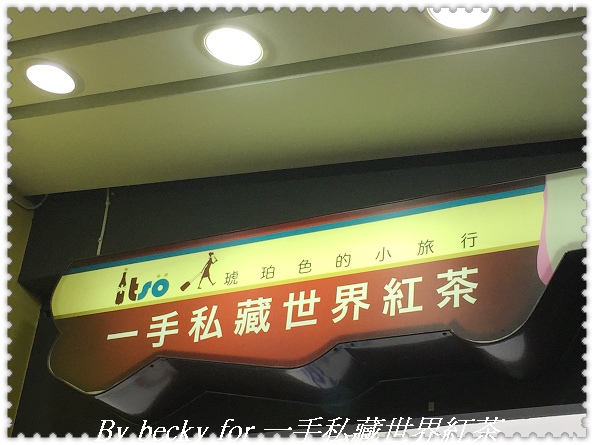 itsö 琥珀色的小旅行
一手私藏世界紅茶
By becky for 一手私藏世界紅茶